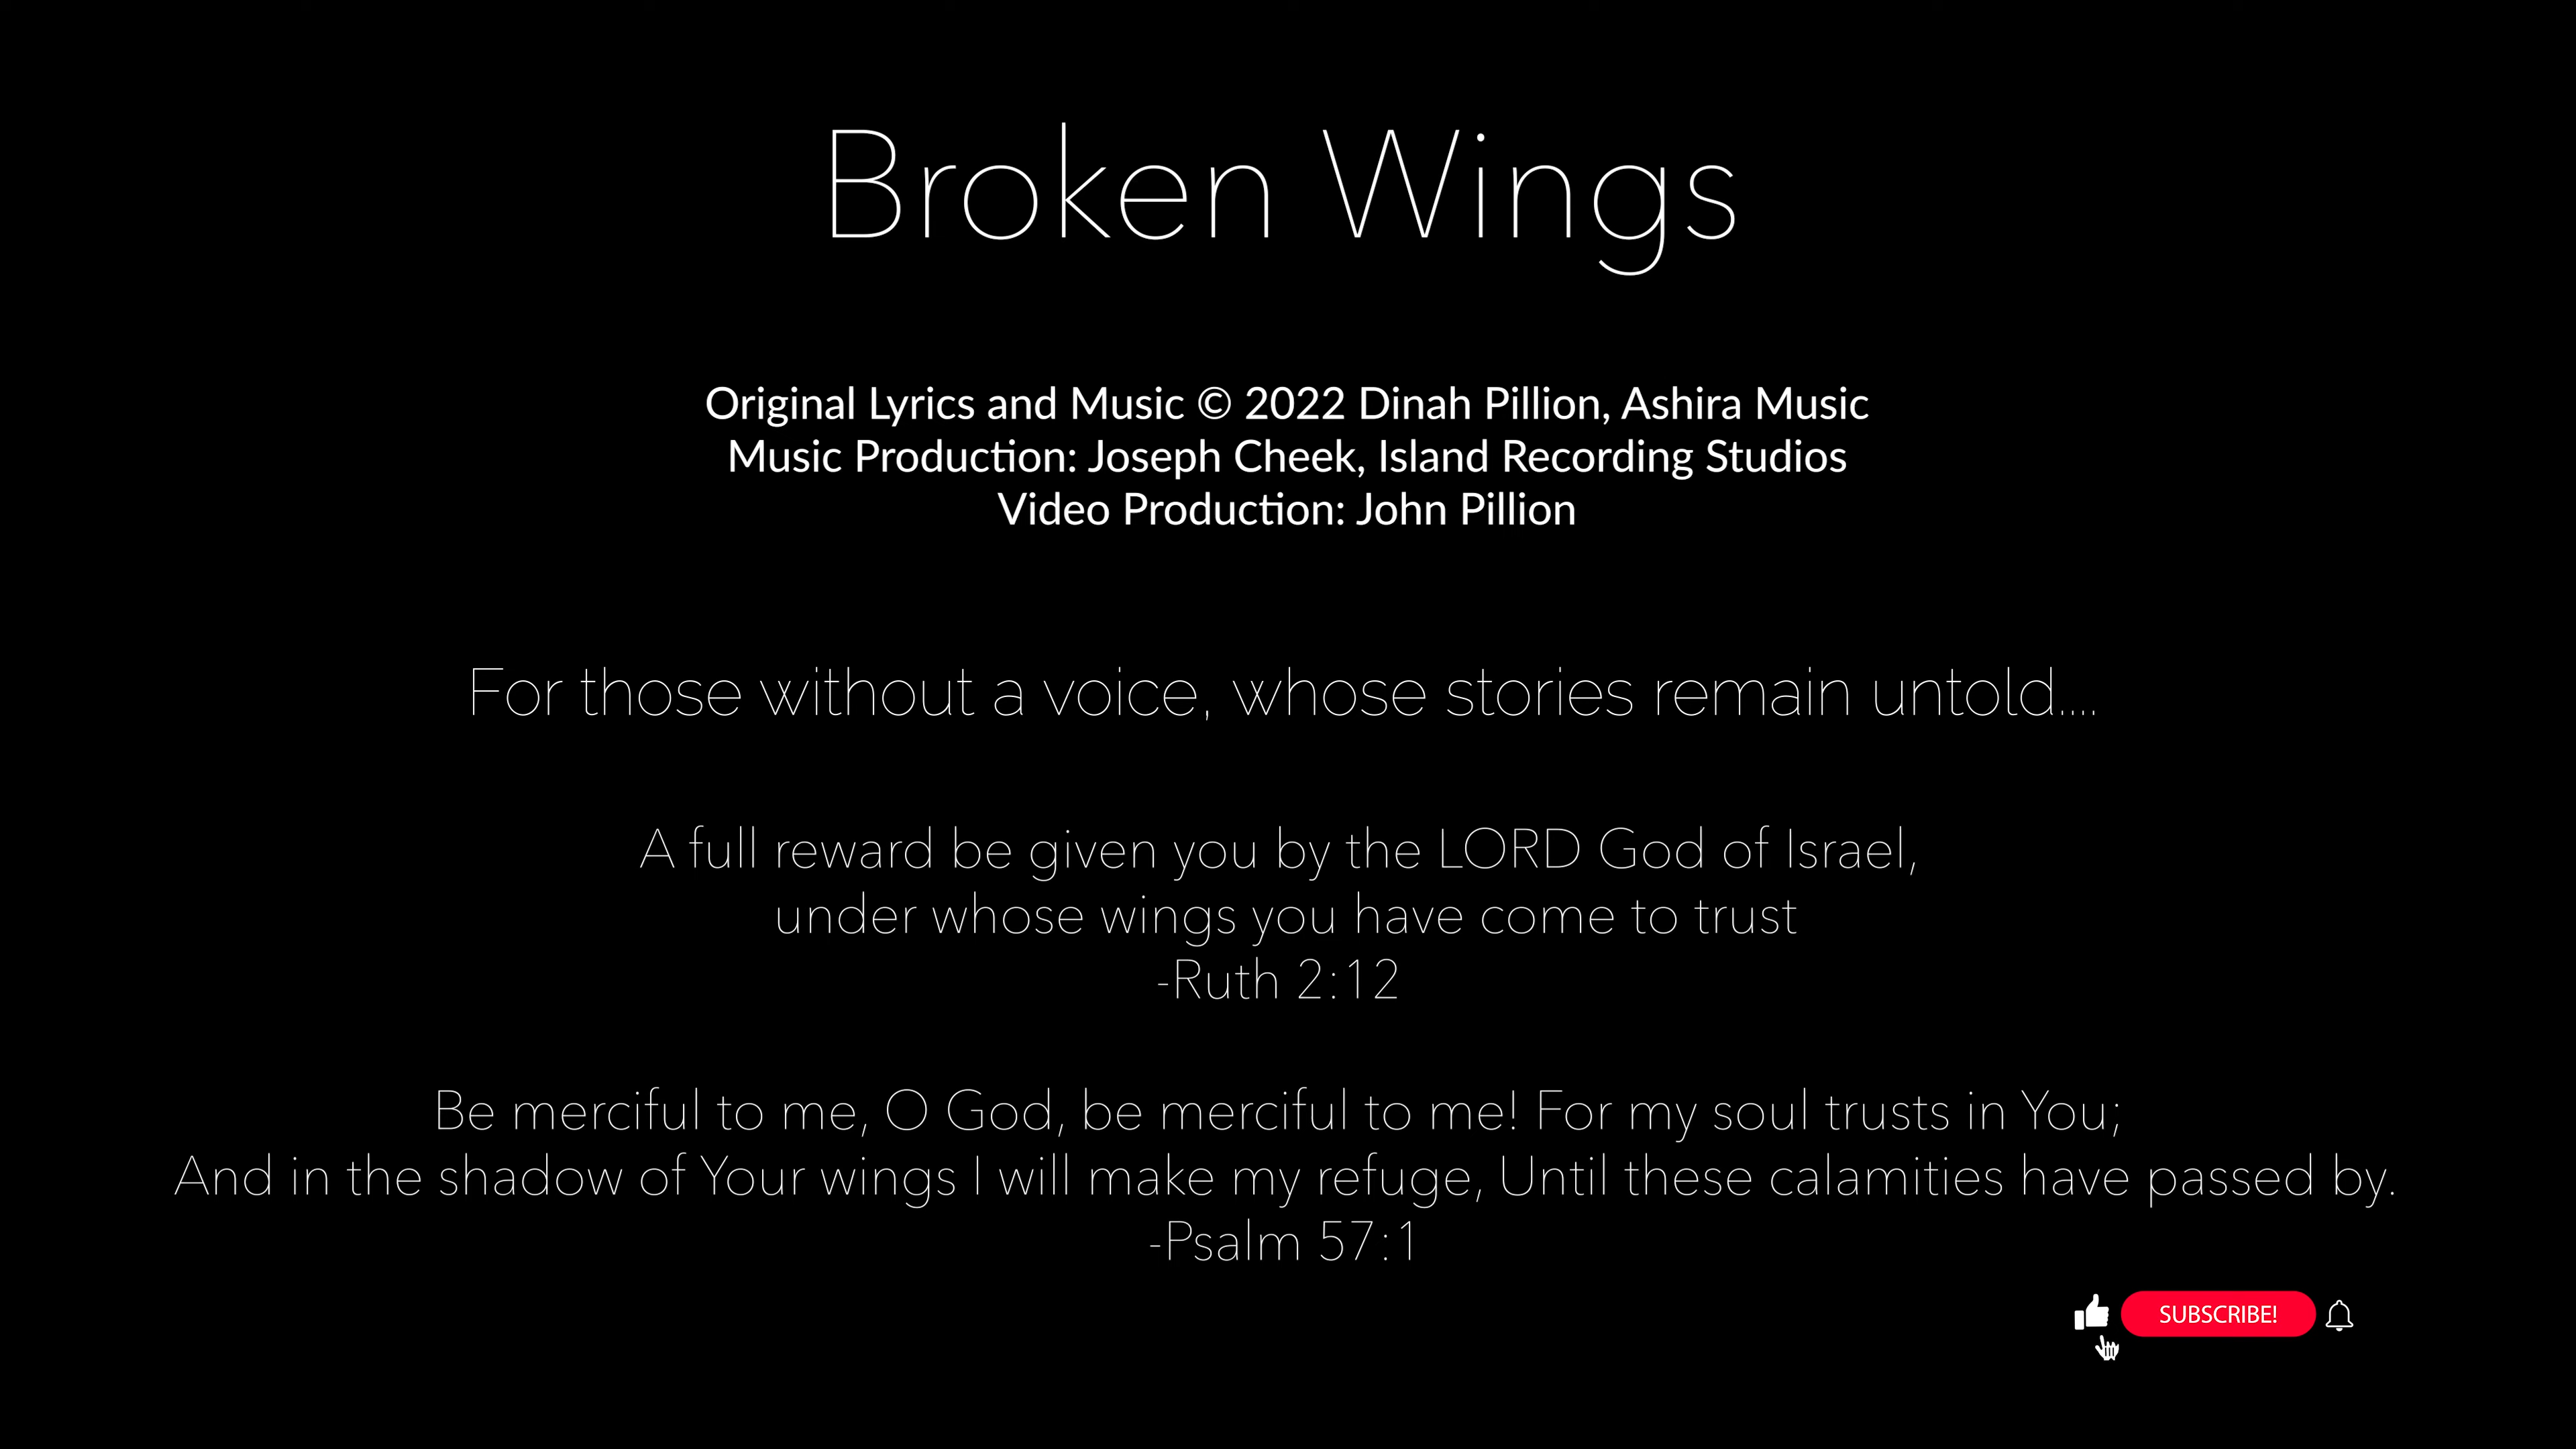 Broken Wings
Original Lyrics and Music © 2022 Dinah Pillion, Ashira Music
Music Production: Joseph Cheek, Island Recording Studios
Video Production: John Pillion
For those without a voice, whose stories remain untold....
A full reward be given you by the LORD God of Israel,
under whose wings you have come to trust
-Ruth 2:12
Be merciful to me, O God, be merciful to me! For my soul trusts in You;
And in the shadow of Your wings I will make my refuge, Until these calamities have passed by.
-Psalm 57:1
SUBSCRIBE!